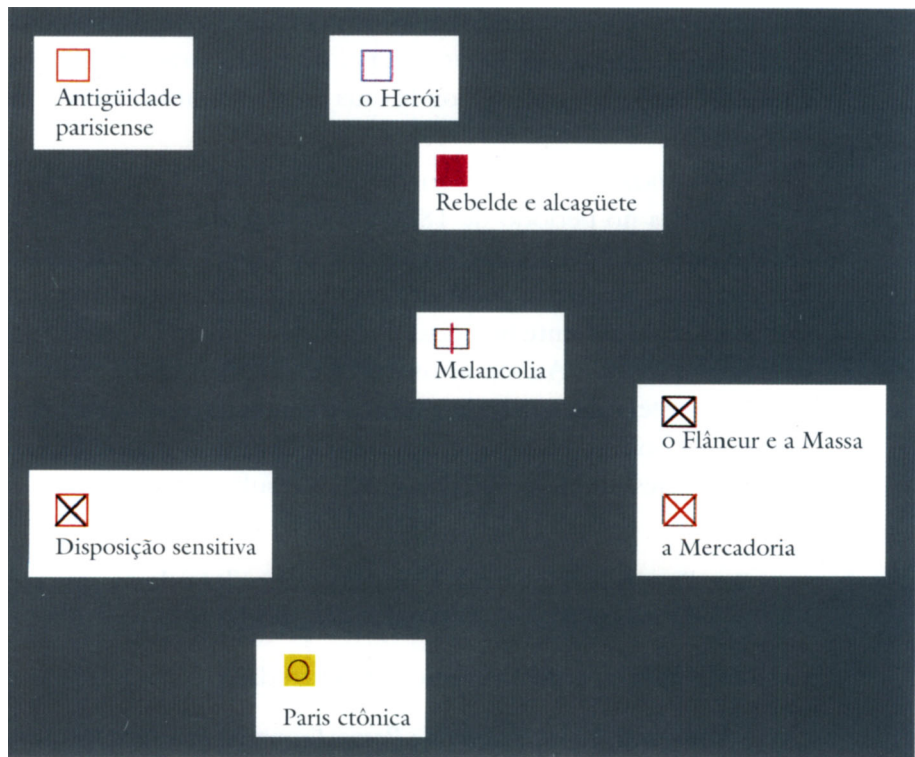 Antigüidade
parisiense
o Herói
Rebelde e alcagüete
Melancolia
o Flâneur e a Massa
a Mercadoria
Disposição sensitiva
Paris ctônica